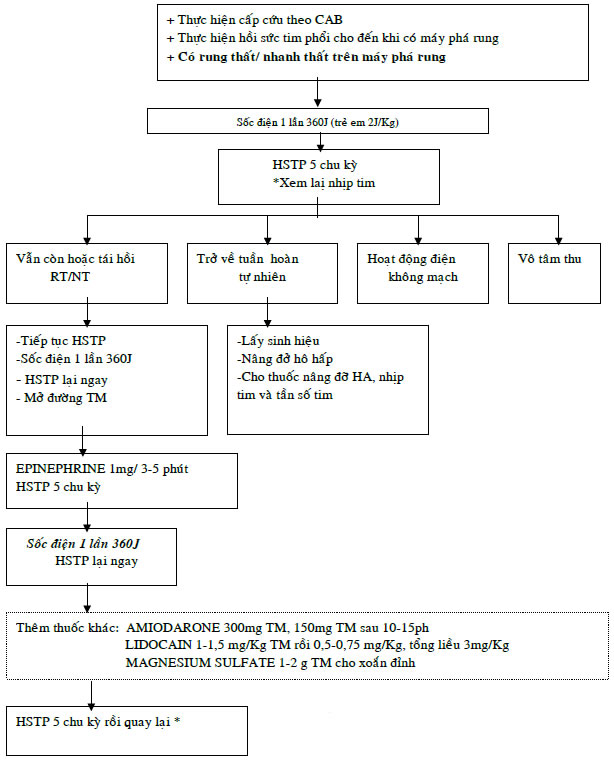 + Thực hiện cấp cứu theo CAB
+ Thực hiện hồi sức tim phổi cho đến khi có máy phá rung
+ Có rung thất/ nhanh thất trên máy phá rung
Sốc điện 1 lần 360J (trẻ em 2J/Kg)
HSTP 5 chu kỳ
*Xem lại nhịp tim
Vẫn còn hoặc tái hồi
RT/NT
Trở về tuần hoàn
tự nhiên
Hoạt động điện
không mạch
Vô tâm thu
-Tiếp tục HSTP
-Sốc điện 1 lần 360J
- HSTP lại ngay
- Mở đường TM
-Lấy sinh hiệu
-Nâng đở hô hấp
-Cho thuốc nâng đỡ HA, nhịp
tim và tần số tim
EPINEPHRINE 1mg/ 3-5 phút
HSTP 5 chu kỳ
Sốc điện 1 lần 360J
HSTP lại ngay
Thêm thuốc khác: AMIODARONE 300mg TM, 150mg TM sau 10-15ph
LIDOCAIN 1-1,5 mg/Kg TM rồi 0,5-0,75 mg/Kg, tổng liều 3mg/Kg
MAGNESIUM SULFATE 1-2 g TM cho xoắn đỉnh
HSTP 5 chu kỳ rồi quay lại *